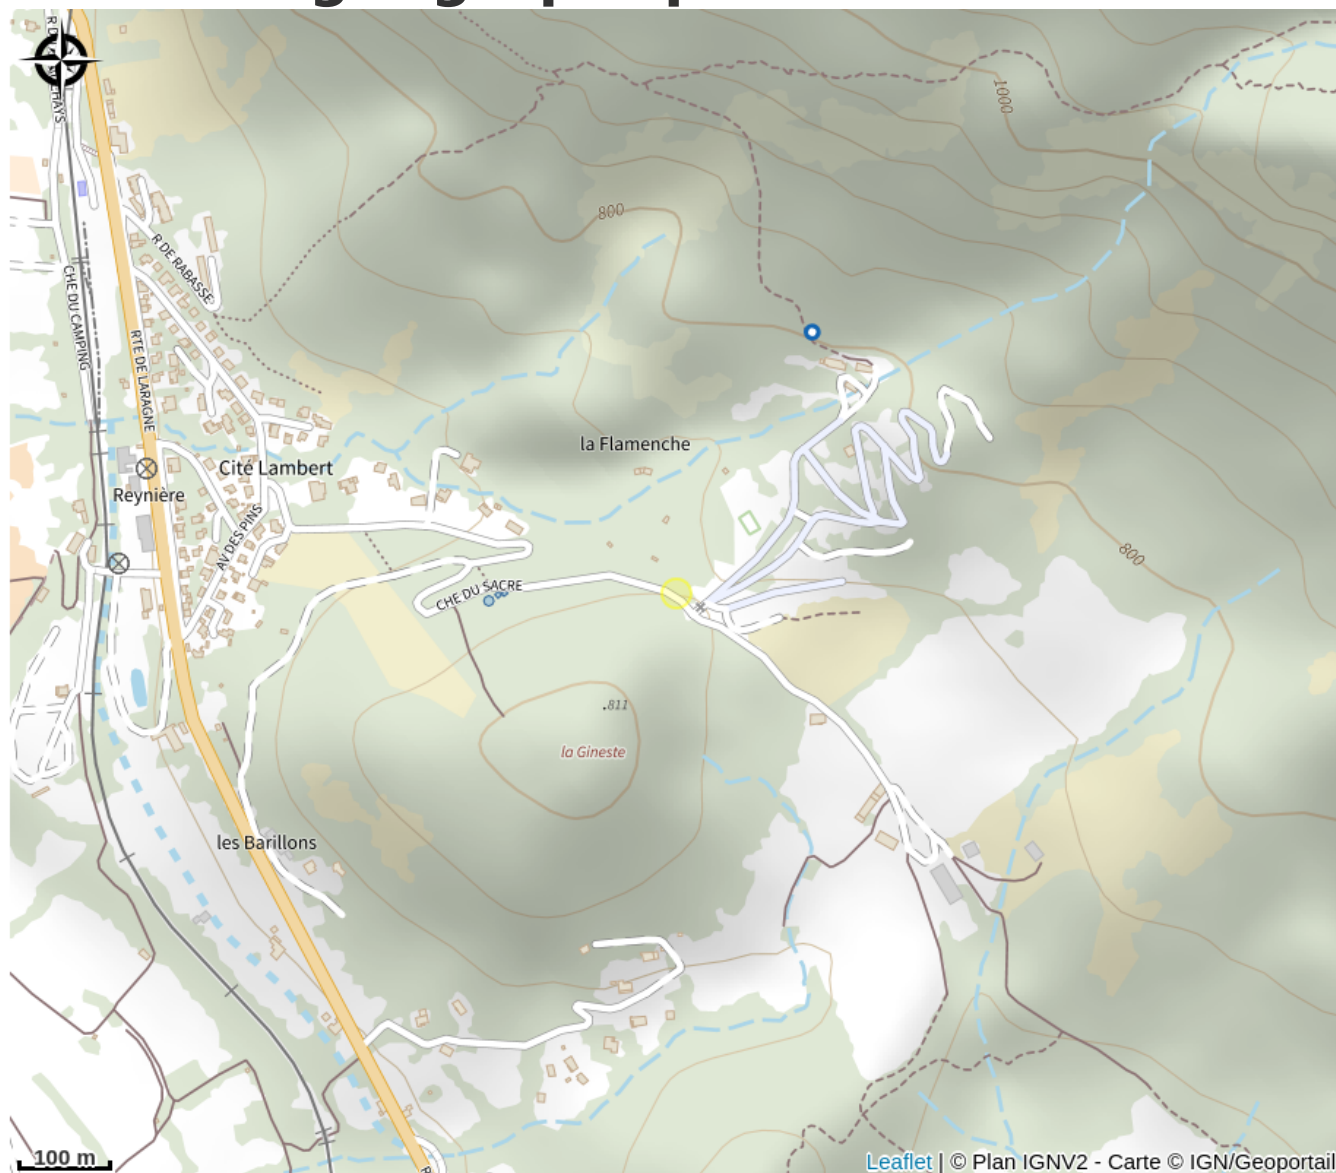 1000
800
R DE RABASSE
CHE DU CAMPING
RTE DE LARAGNE
la Flamenche
Cité Lambert
Reynière
AV DES PINS
800
CHE DU SACRE
.811
la Gineste
les Barillons
100 m
Leaflet | © Plan IGNV2 - Carte © IGN/Geoportail